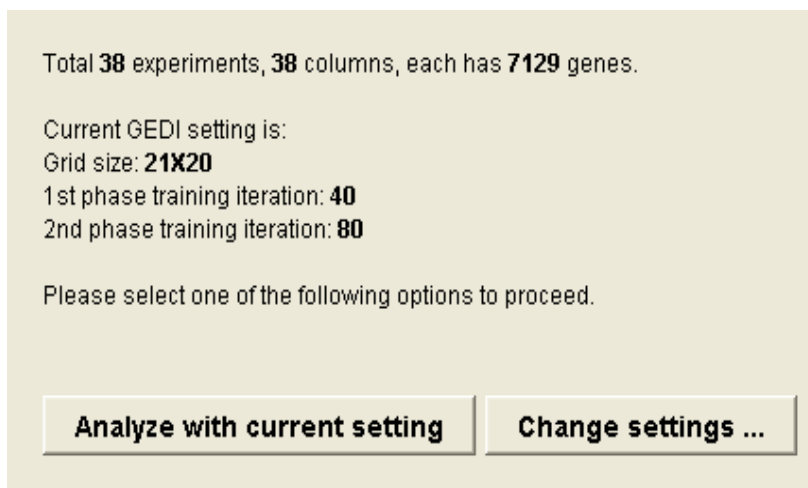 Total 38 experiments, 38 columns, each has 7129 genes.
Current GEDI setting is:
Grid size: 21X20
1st phase training iteration: 40
2nd phase training iteration: 80
Please select one of the following options to proceed.
Analyze with current setting
Change settings ...